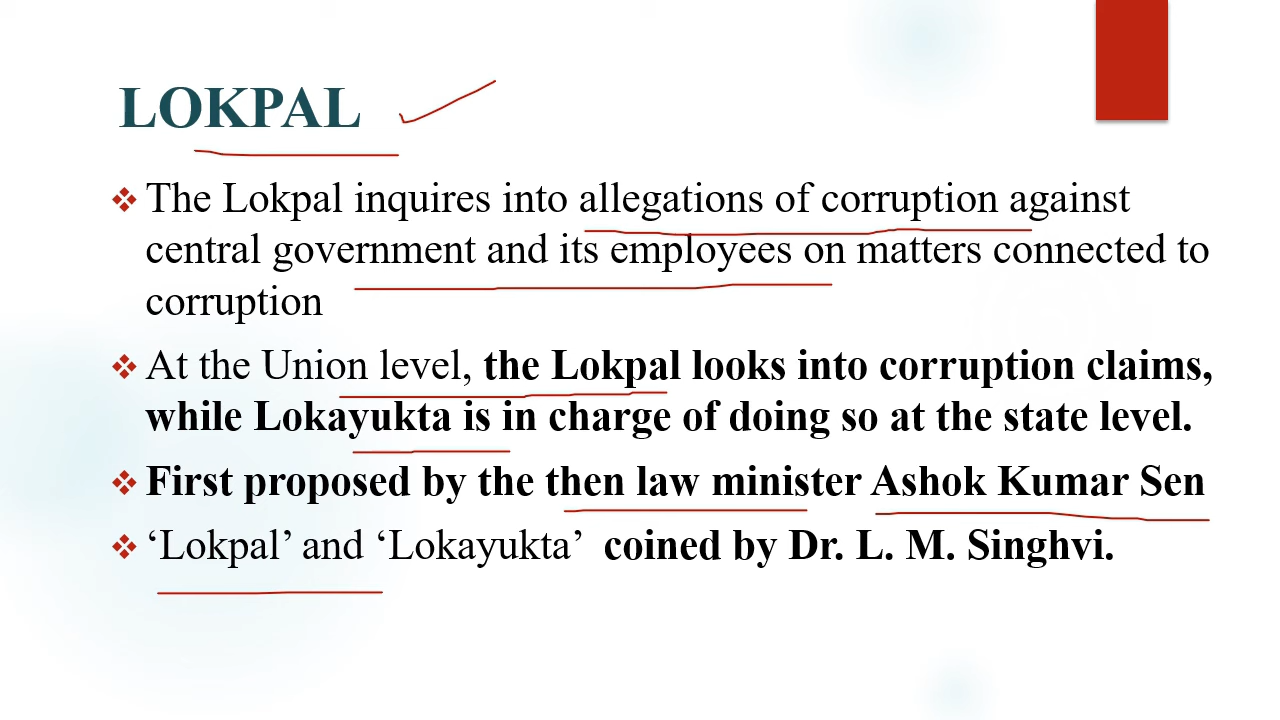 LOKPAL
❖ The Lokpal inquires into allegations of corruption against
central government and its employees on matters connected to
corruption
❖ At the Union level, the Lokpal looks into corruption claims,
while Lokayukta is in charge of doing so at the state level.
❖ First proposed by the then law minister Ashok Kumar Sen
❖ ‘Lokpal’ and ‘Lokayukta’ coined by Dr. L. M. Singhvi.